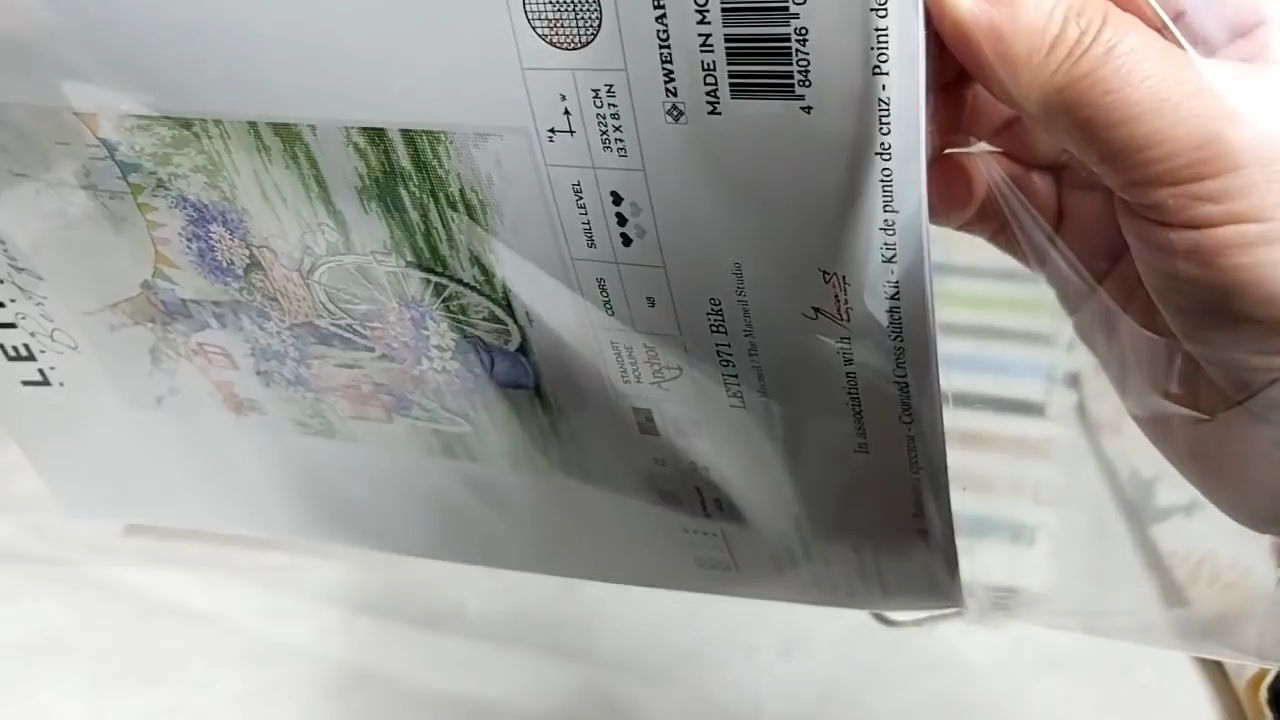 LETI
ZWEIGAR
MADE IN MO
4 840746 0
H
W
35X22 CM
13.7 X 8.7 IN
SKILL LEVEL
COLORS
48
STANDART
MOULINE
Anchor
LETI 971 Bike
Macneil / The Macneil Studio
In association with
Counted Cross Stitch Kit - Kit de punto de cruz - Point de